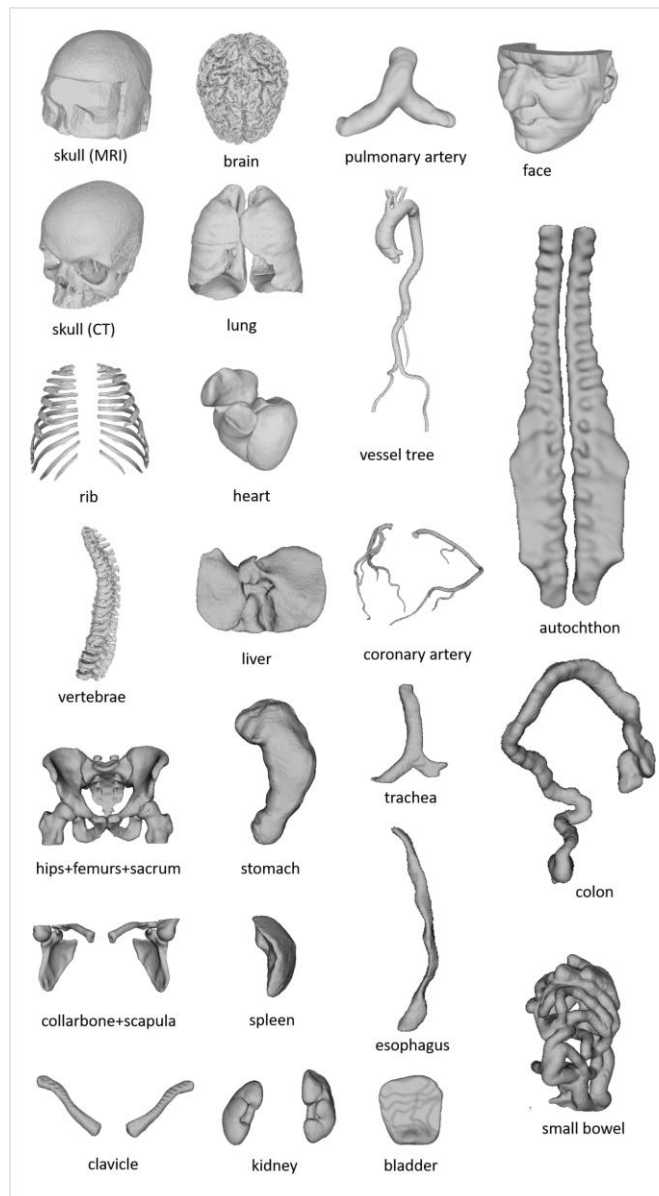 skull (MRI)
brain
pulmonary artery
face
skull (CT)
lung
vessel tree
rib
heart
autochthon
vertebrae
liver
coronary artery
trachea
hips+femurs+sacrum
stomach
colon
collarbone+scapula
spleen
esophagus
small bowel
clavicle
kidney
bladder